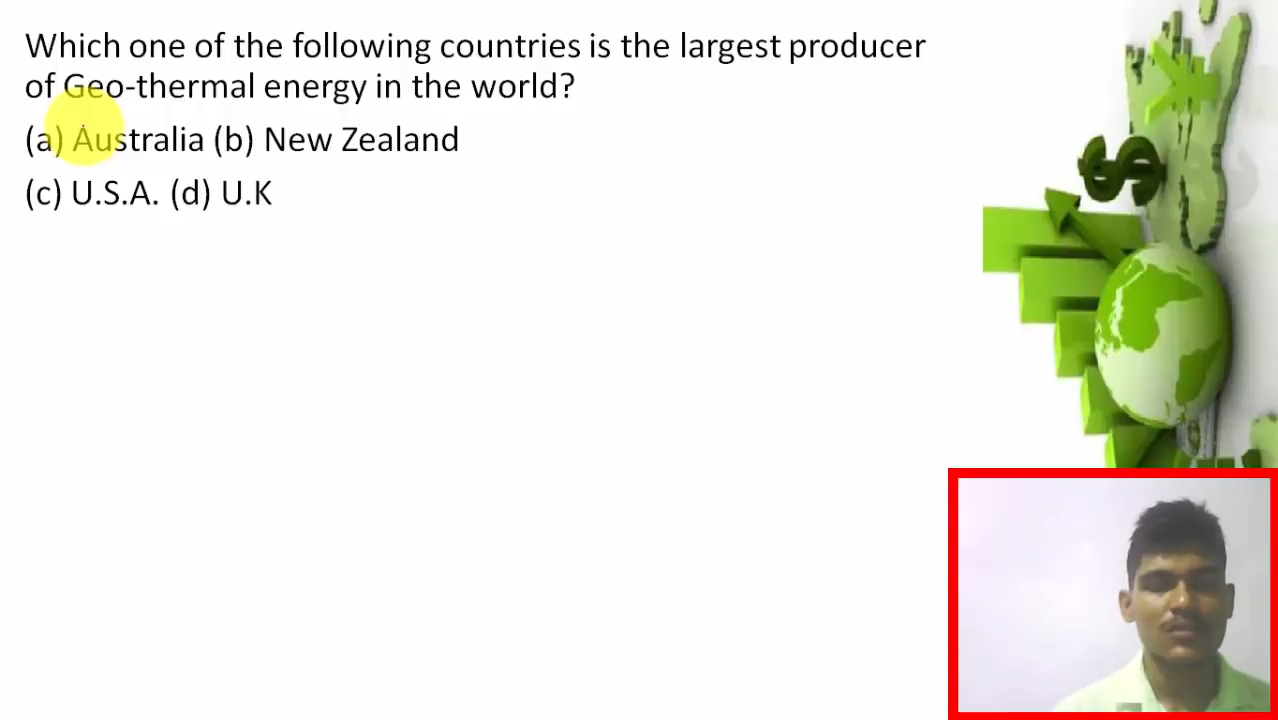 Which one of the following countries is the largest producer
of Geo-thermal energy in the world?
(a) Australia (b) New Zealand
(c) U.S.A. (d) U.K